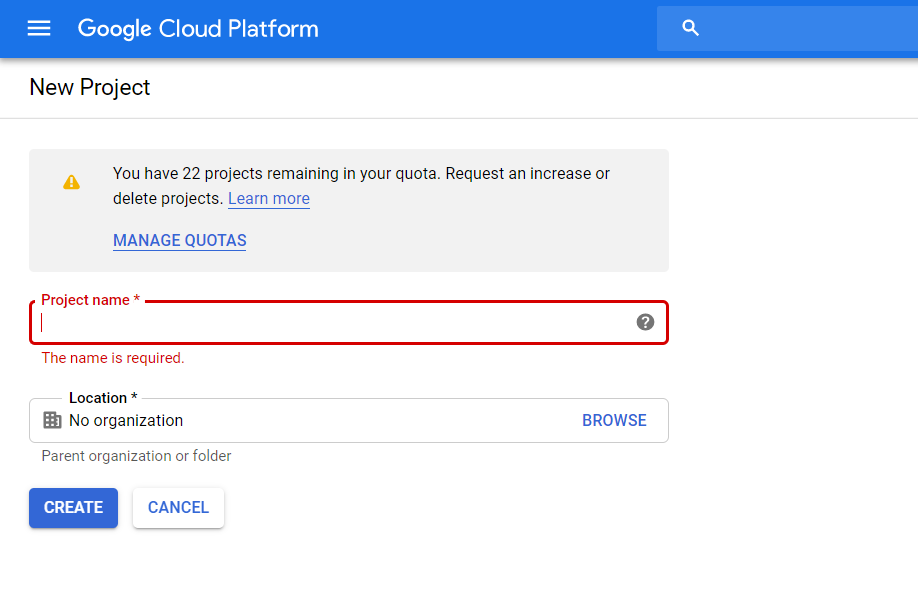 Google Cloud Platform
New Project
You have 22 projects remaining in your quota. Request an increase or
delete projects. Learn more
MANAGE QUOTAS
Project name *
The name is required.
Location *
No organization BROWSE
Parent organization or folder
CREATE CANCEL